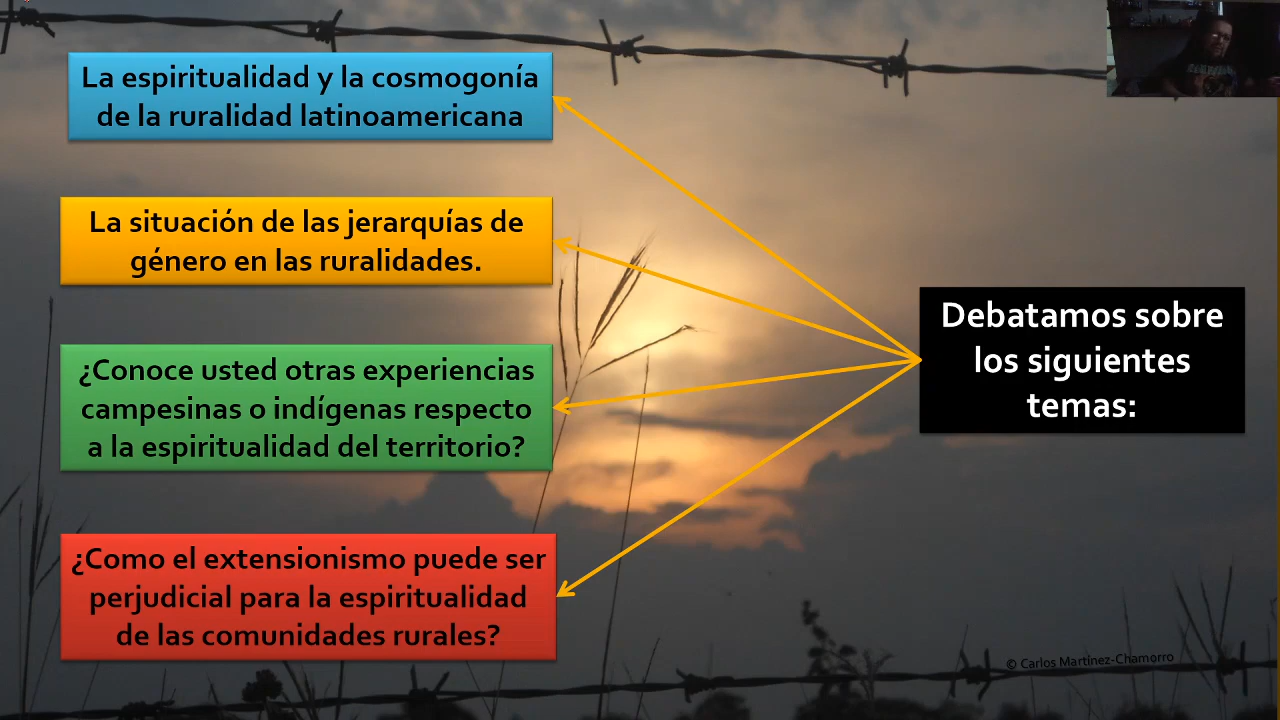 La espiritualidad y la cosmogonía
de la ruralidad latinoamericana
La situación de las jerarquías de
género en las ruralidades.
¿Conoce usted otras experiencias
campesinas o indígenas respecto
a la espiritualidad del territorio?
¿Como el extensionismo puede ser
perjudicial para la espiritualidad
de las comunidades rurales?
Debatamos sobre
los siguientes
temas:
© Carlos Martínez-Chamorro